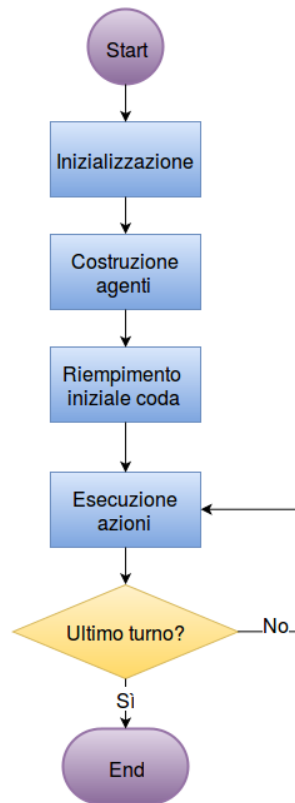 Start
Inizializzazione
Costruzione
agenti
Riempimento
iniziale coda
Esecuzione
azioni
Ultimo turno?
No
Sì
End